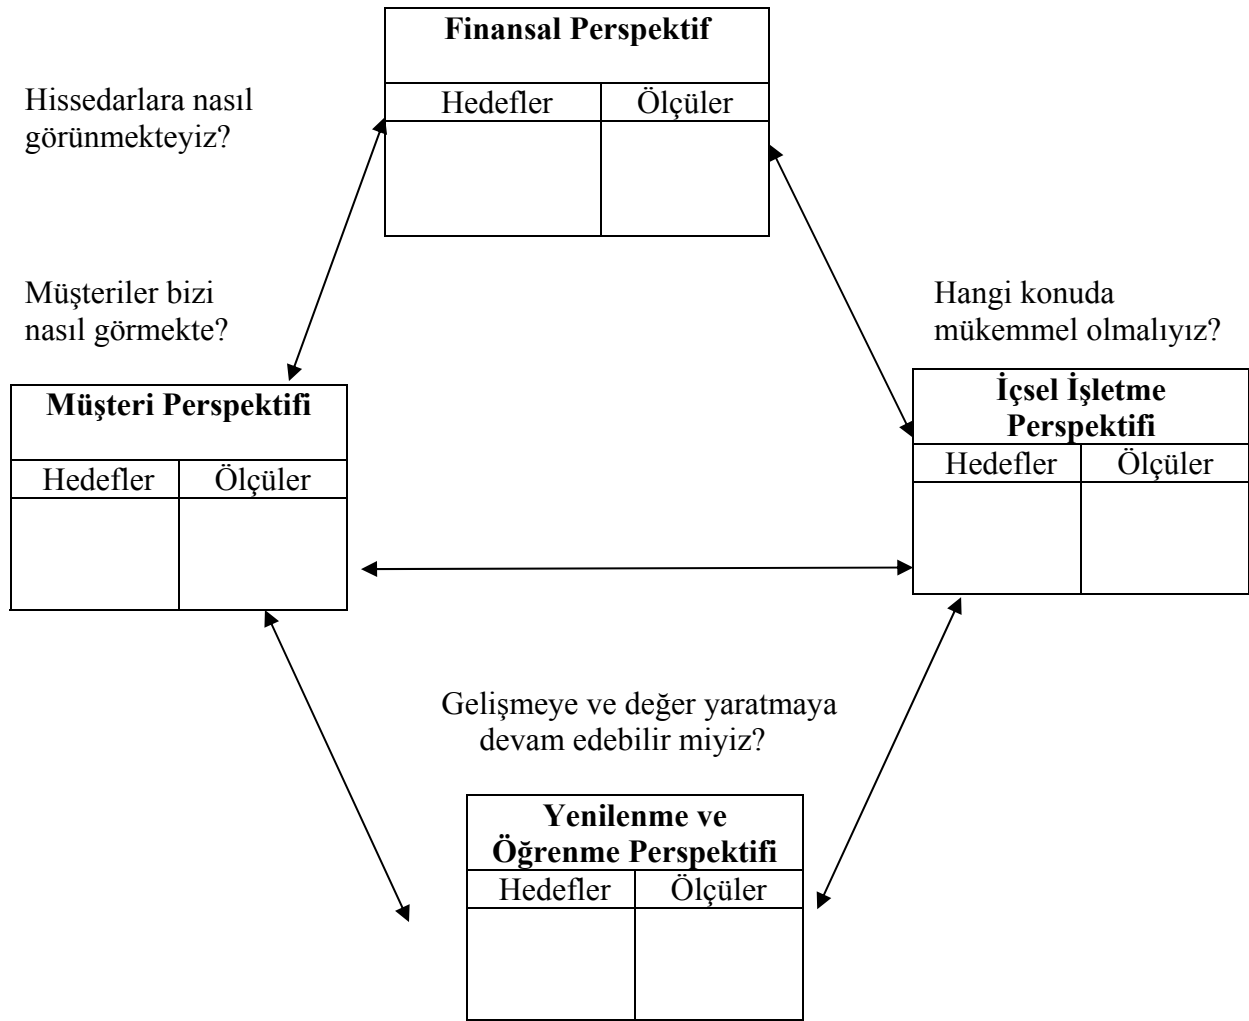 Finansal Perspektif
Hedefler
Ölçüler
Hissedarlara nasıl
görünmekteyiz?
Müşteriler bizi
nasıl görmekte?
Hangi konuda
mükemmel olmalıyız?
Müşteri Perspektifi
Hedefler
Ölçüler
İçsel İşletme
Perspektifi
Hedefler
Ölçüler
Gelişmeye ve değer yaratmaya
devam edebilir miyiz?
Yenilenme ve
Öğrenme Perspektifi
Hedefler
Ölçüler